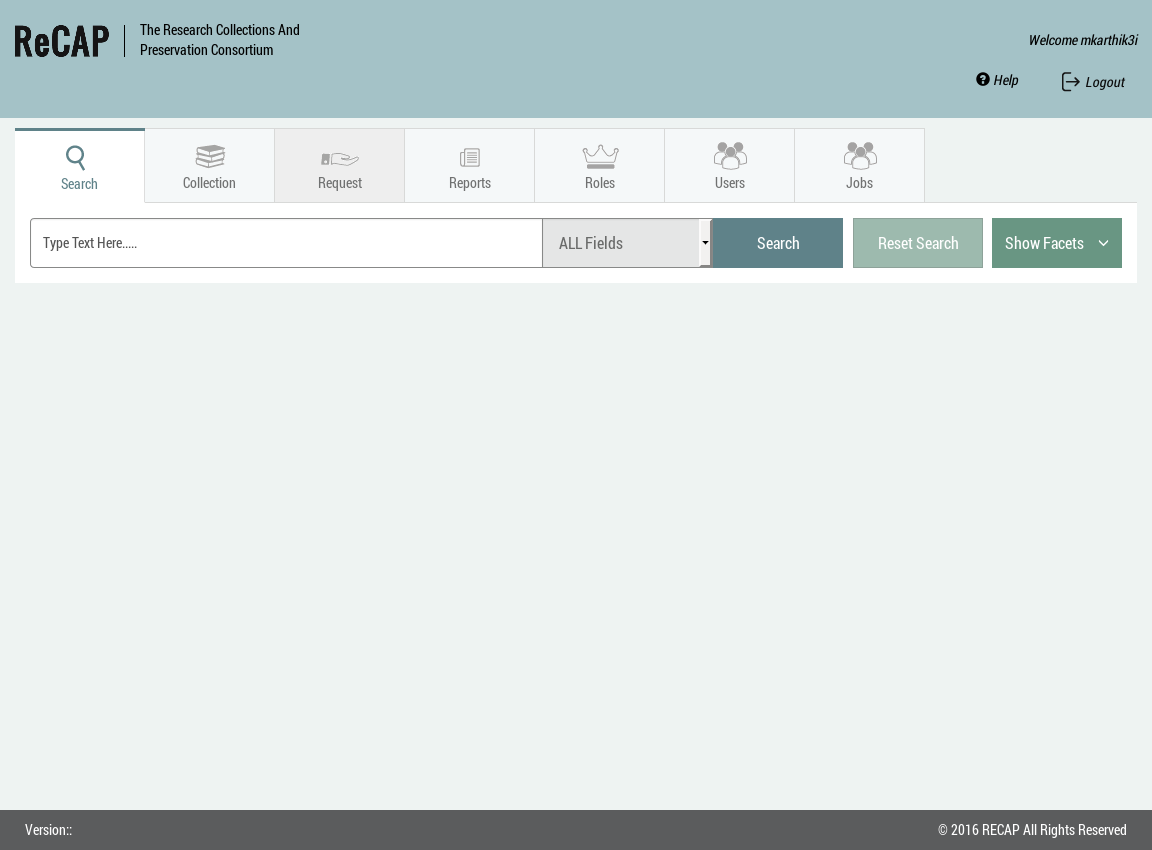 ReCAP
The Research Collections And
Preservation Consortium
Welcome mkarthik3i
Help
Logout
Search
Collection
Request
Reports
Roles
Users
Jobs
Type Text Here.....
ALL Fields
Search
Reset Search
Show Facets
Version::
© 2016 RECAP All Rights Reserved